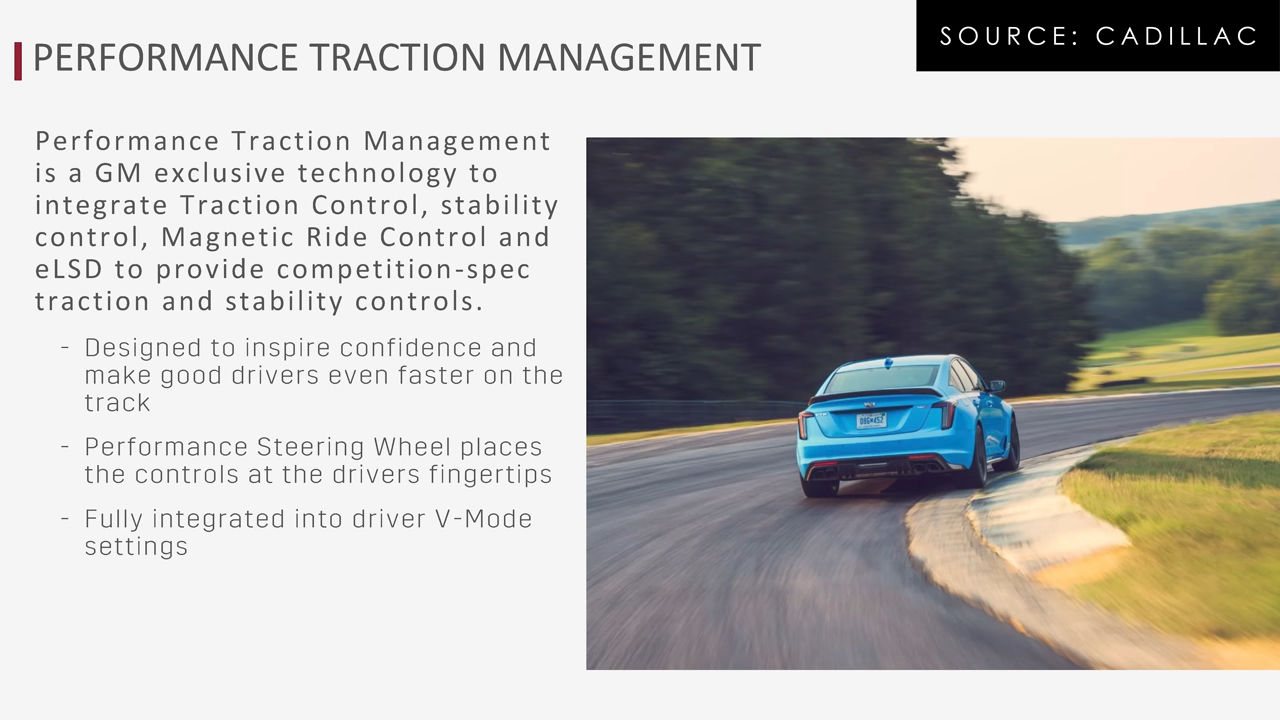 SOURCE: CADILLAC
PERFORMANCE TRACTION MANAGEMENT
Performance Traction Management
is a GM exclusive technology to
integrate Traction Control, stability
control, Magnetic Ride Control and
eLSD to provide competition-spec
traction and stability controls.
- Designed to inspire confidence and
make good drivers even faster on the
track
- Performance Steering Wheel places
the controls at the drivers fingertips
- Fully integrated into driver V-Mode
settings